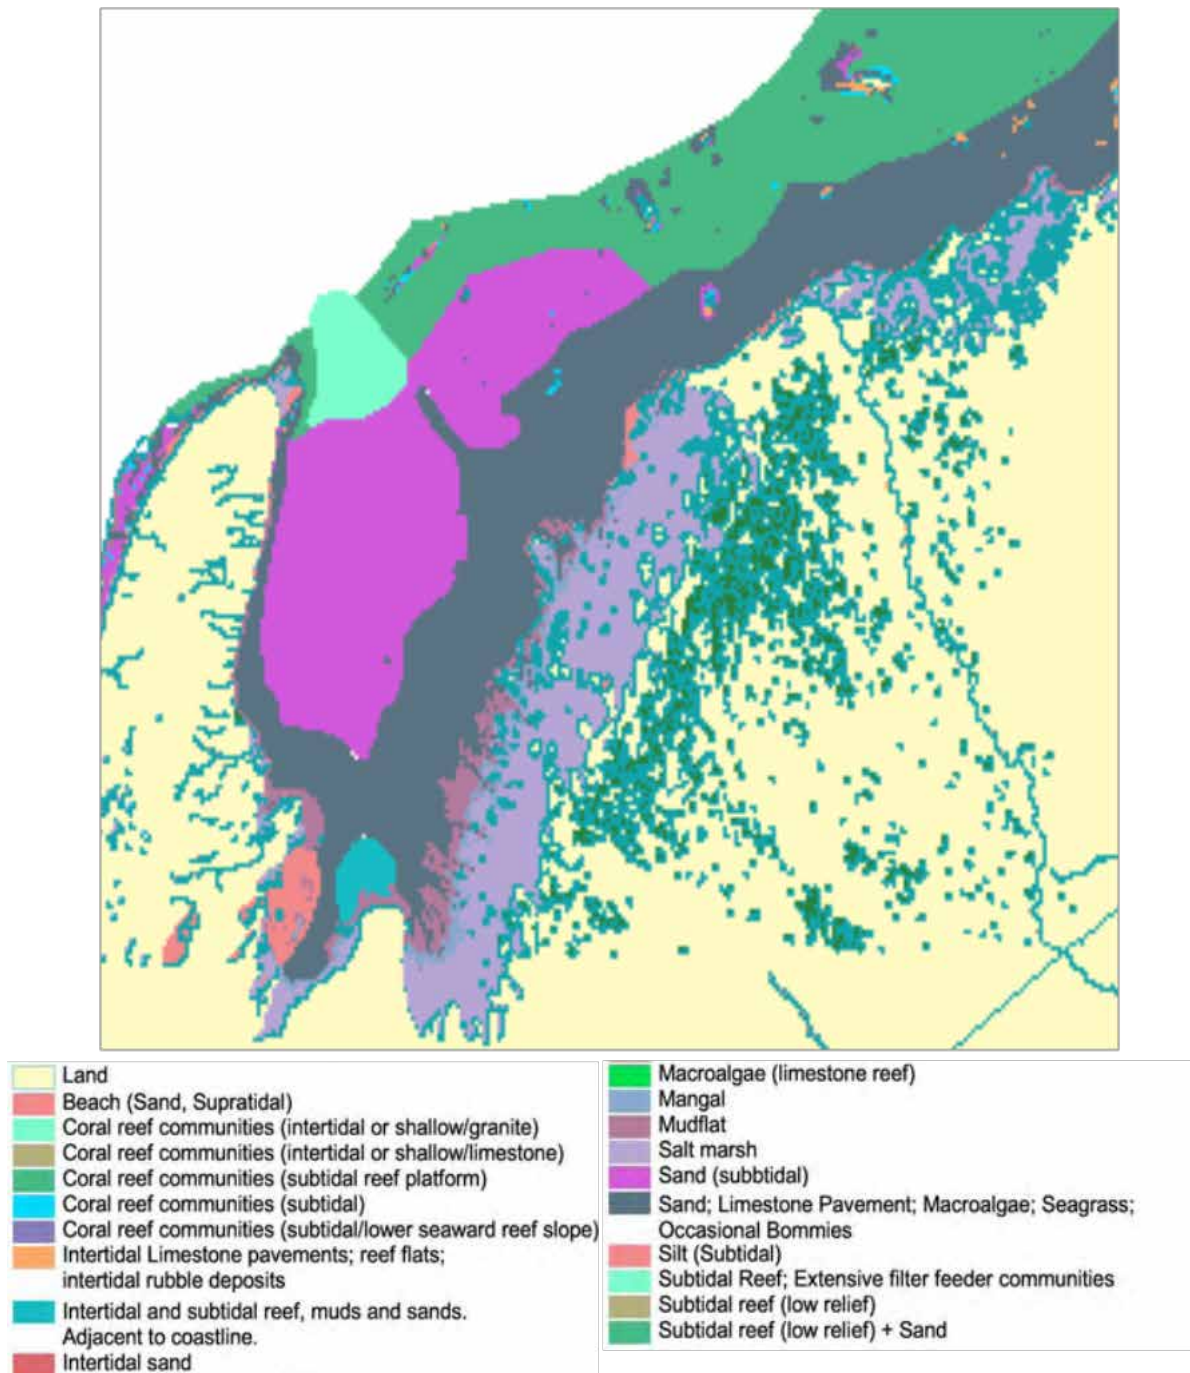 Land
Beach (Sand, Supratidal)
Coral reef communities (intertidal or shallow/granite)
Coral reef communities (intertidal or shallow/limestone)
Coral reef communities (subtidal reef platform)
Coral reef communities (subtidal)
Coral reef communities (subtidal/lower seaward reef slope)
Intertidal Limestone pavements; reef flats;
intertidal rubble deposits
Intertidal and subtidal reef, muds and sands.
Adjacent to coastline.
Intertidal sand
Macroalgae (limestone reef)
Mangal
Mudflat
Salt marsh
Sand (subbtidal)
Sand; Limestone Pavement; Macroalgae; Seagrass;
Occasional Bommies
Silt (Subtidal)
Subtidal Reef; Extensive filter feeder communities
Subtidal reef (low relief)
Subtidal reef (low relief) + Sand